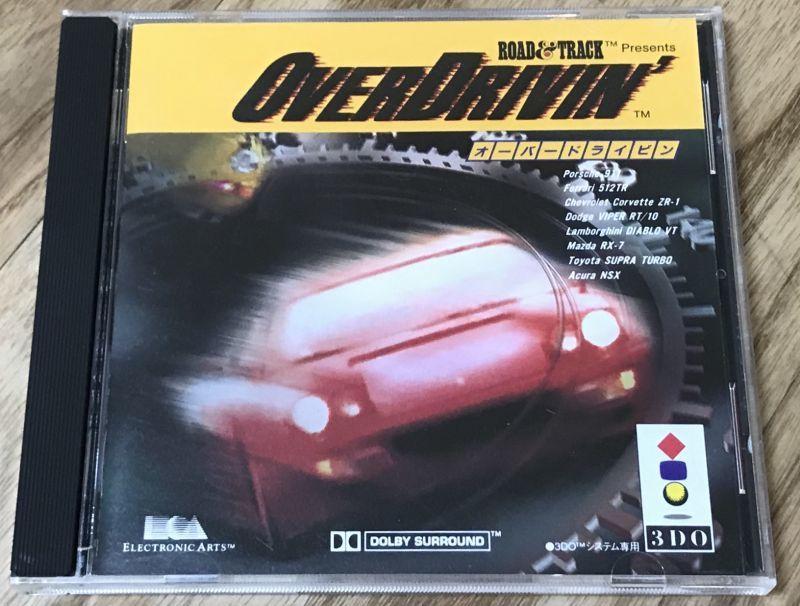 ROAD & TRACK™ Presents
OVERDRIVIN'™
オーバードライビン
Porsche 911
Ferrari 512TR
Chevrolet Corvette ZR-1
Dodge VIPER RT/10
Lamborghini DIABLO VT
Mazda RX-7
Toyota SUPRA TURBO
Acura NSX
EA
ELECTRONIC ARTS™
DOLBY SURROUND™
●3DO™システム専用
3DO